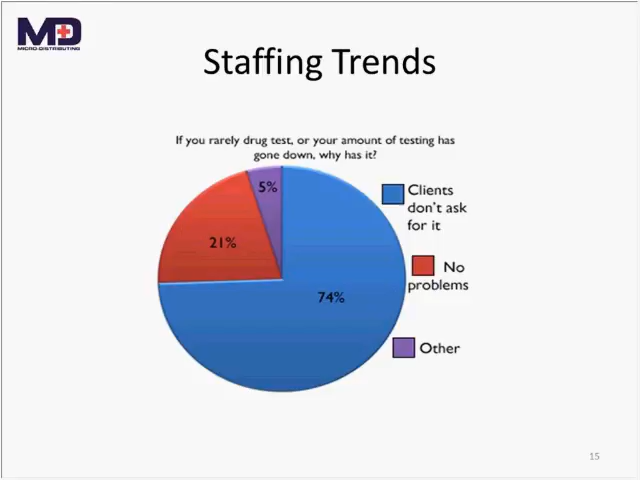 MD
MICRO-DISTRIBUTING
Staffing Trends
If you rarely drug test, or your amount of testing has
gone down, why has it?
5%
21%
74%
Clients
don't ask
for it
No
problems
Other
15